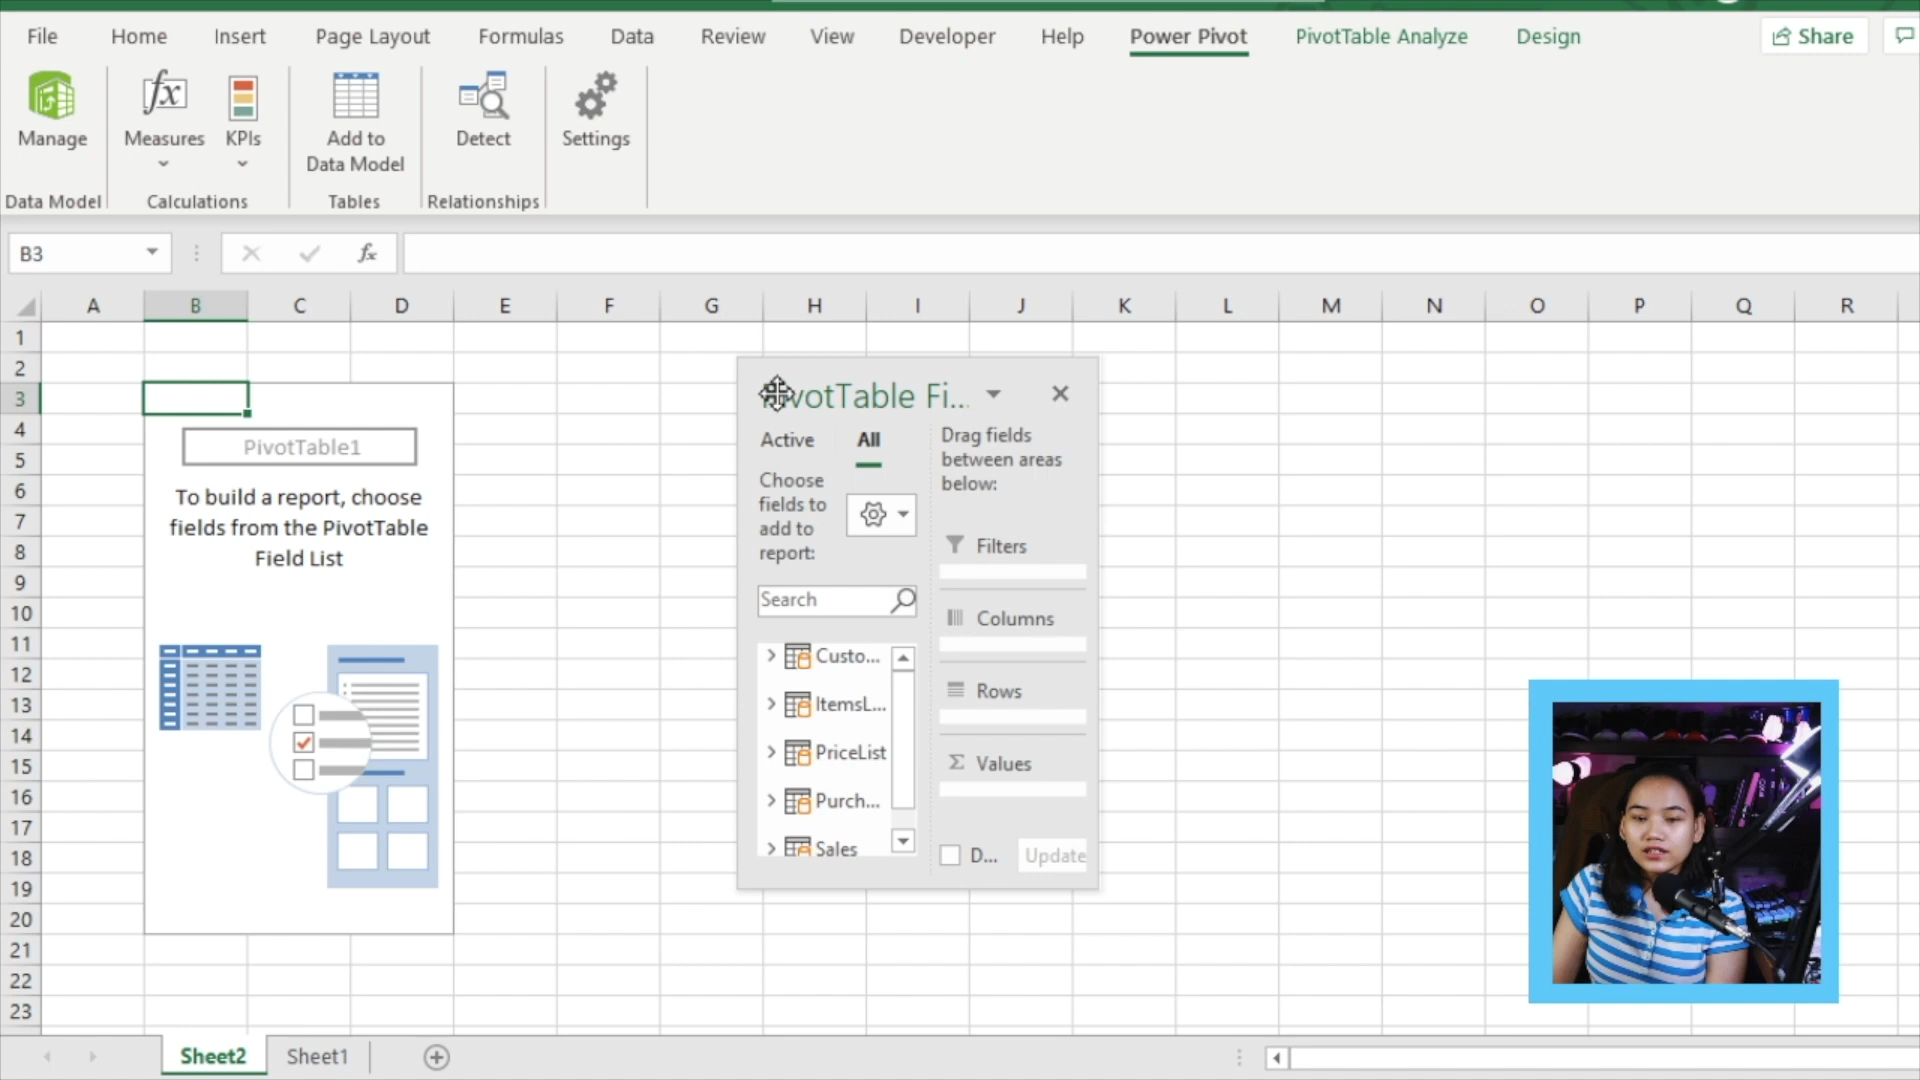 File Home Insert Page Layout Formulas Data Review View Developer Help Power Pivot PivotTable Analyze Design Share
Manage Measures KPIs Add to Data Model Detect Settings
Data Model Calculations Tables Relationships
B3 fx
A B C D E F G H I J K L M N O P Q R
1
2
3
4
5
6
7
8
9
10
11
12
13
14
15
16
17
18
19
20
21
22
23
PivotTable1
To build a report, choose
fields from the PivotTable
Field List
PivotTable Fi...
Active All
Choose
fields to
add to
report:
Search
Custo...
ItemsL...
PriceList
Purch...
Sales
Drag fields
between areas
below:
Filters
Columns
Rows
Σ Values
D... Update
Sheet2 Sheet1